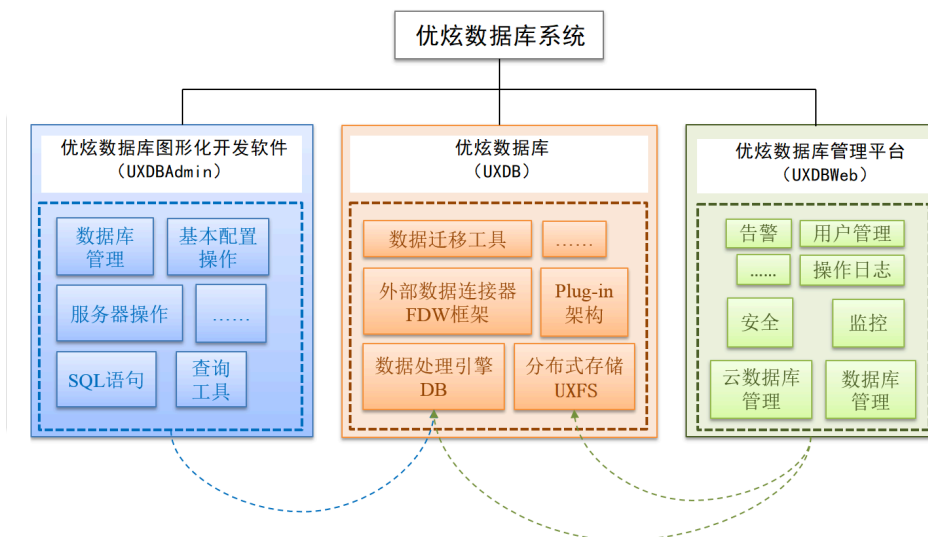 优炫数据库系统
优炫数据库图形化开发软件
（UXDBAdmin）
数据库
管理
基本配置
操作
服务器操作
……
SQL语句
查询
工具
优炫数据库
（UXDB）
数据迁移工具
……
外部数据连接器
FDW框架
Plug-in
架构
数据处理引擎
DB
分布式存储
UXFS
优炫数据库管理平台
（UXDBWeb）
告警
用户管理
……
操作日志
安全
监控
云数据库
管理
数据库
管理